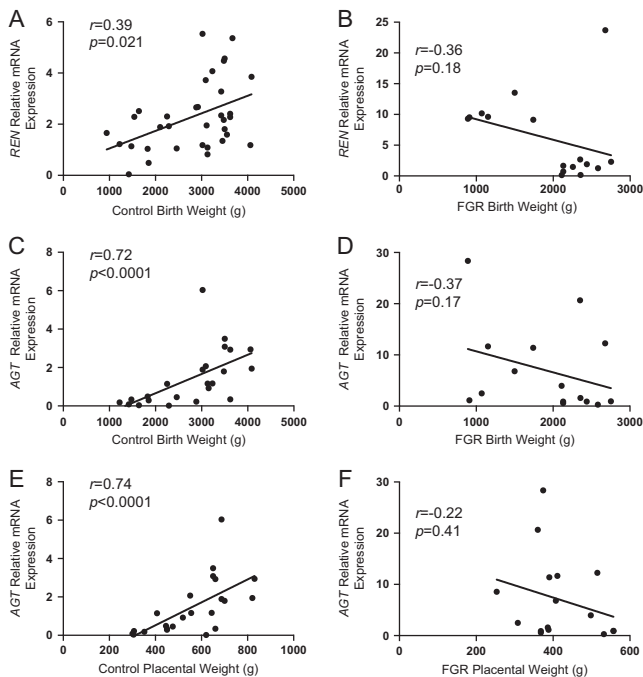 A
r=0.39
p=0.021
REN Relative mRNA
Expression
6
4
2
0
0 1000 2000 3000 4000 5000
Control Birth Weight (g)
B
r=-0.36
p=0.18
REN Relative mRNA
Expression
25
20
15
10
5
0
0 1000 2000 3000
FGR Birth Weight (g)
C
r=0.72
p<0.0001
AGT Relative mRNA
Expression
8
6
4
2
0
0 1000 2000 3000 4000 5000
Control Birth Weight (g)
D
r=-0.37
p=0.17
AGT Relative mRNA
Expression
30
20
10
0
0 1000 2000 3000
FGR Birth Weight (g)
E
r=0.74
p<0.0001
AGT Relative mRNA
Expression
8
6
4
2
0
0 200 400 600 800 1000
Control Placental Weight (g)
F
r=-0.22
p=0.41
AGT Relative mRNA
Expression
30
20
10
0
0 200 400 600
FGR Placental Weight (g)